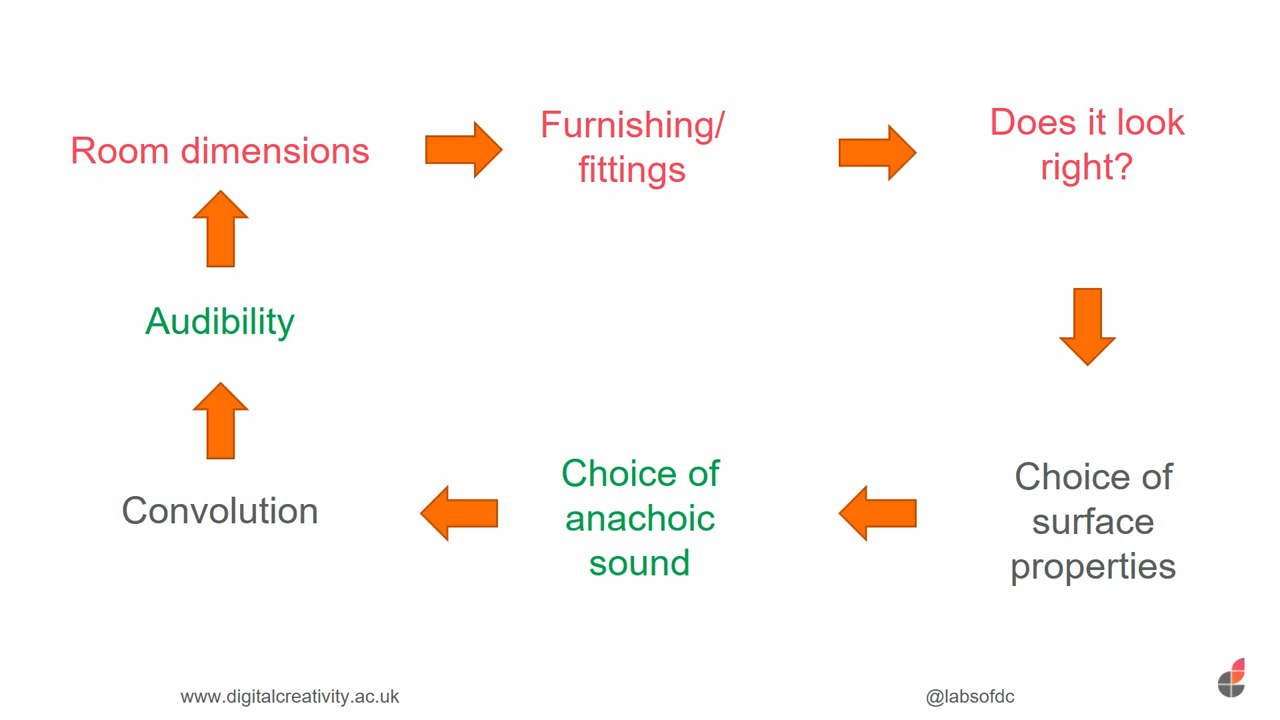 Room dimensions
Furnishing/
fittings
Does it look
right?
Audibility
Convolution
Choice of
anachoic
sound
Choice of
surface
properties
www.digitalcreativity.ac.uk
@labsofdc